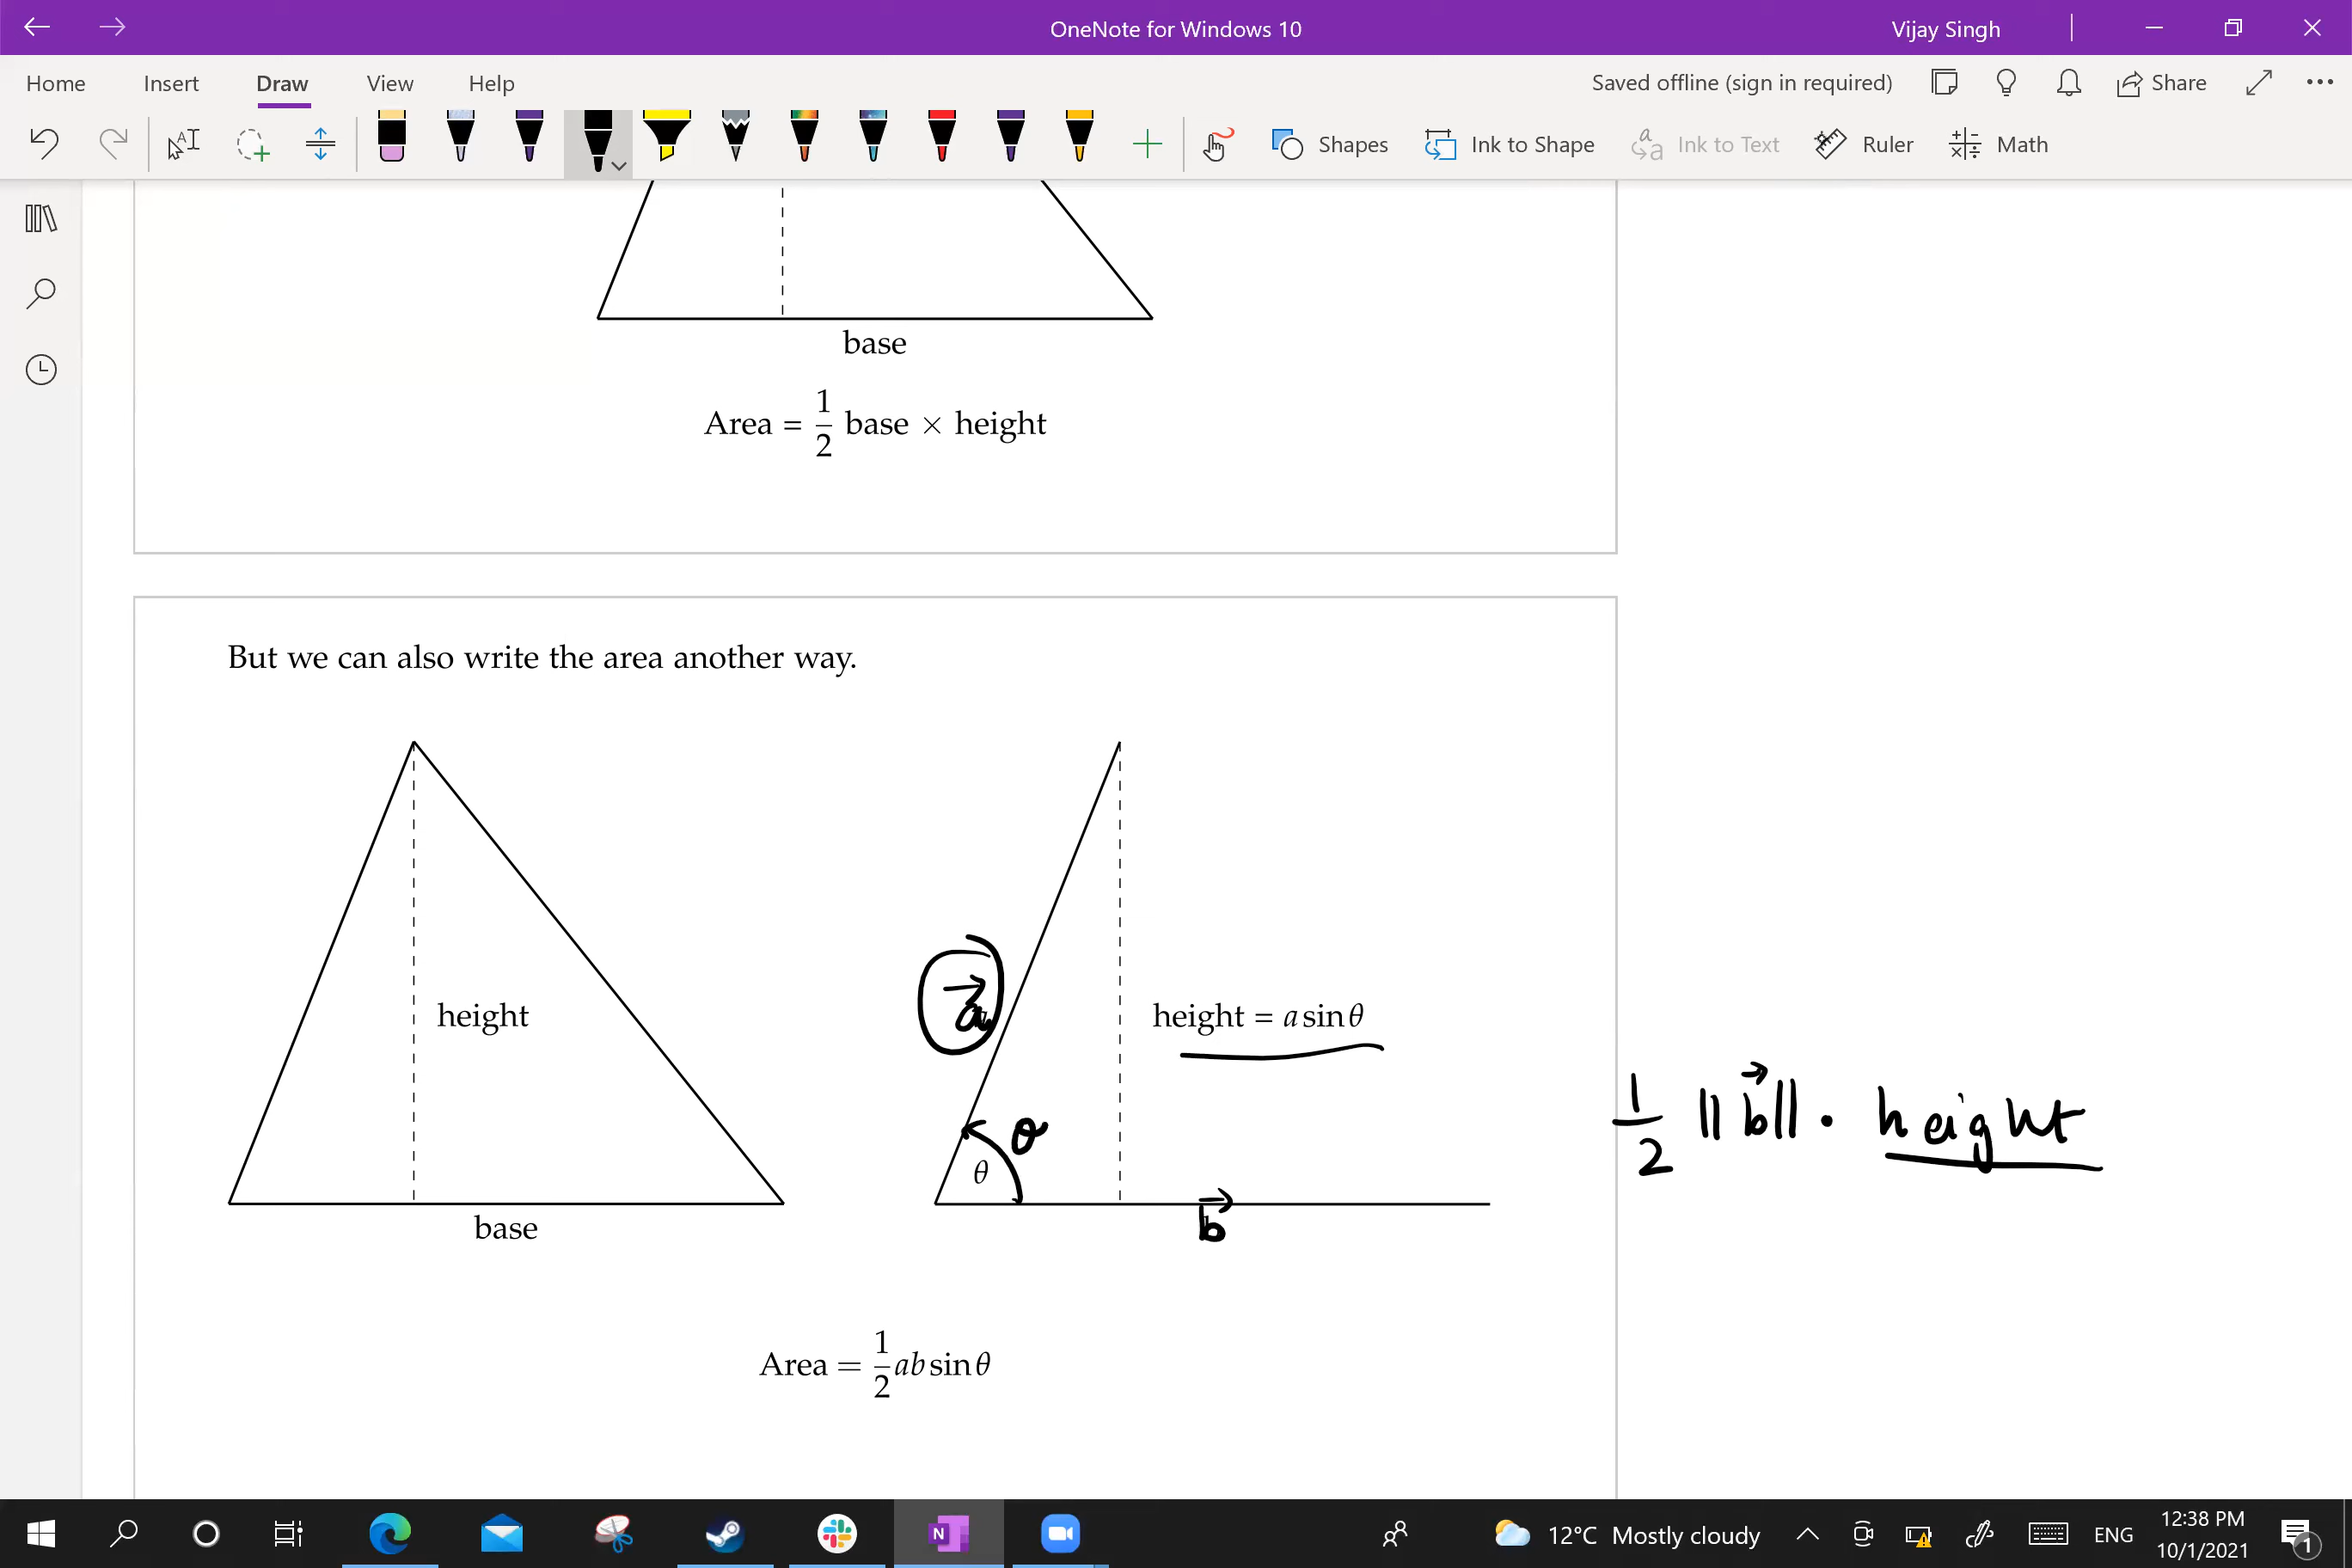 OneNote for Windows 10
Vijay Singh
Home Insert Draw View Help
Saved offline (sign in required)
Share
Shapes Ink to Shape Ink to Text Ruler Math
base
Area = 1/2 base × height
But we can also write the area another way.
height
base
a⃗
height = a sin θ
θ
θ
b⃗
1/2 ||b⃗|| · height
Area = 1/2 ab sin θ
12°C Mostly cloudy
ENG
12:38 PM
10/1/2021
1